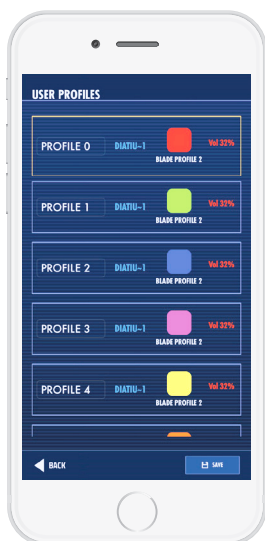 USER PROFILES
PROFILE 0 DIATIU-1 Vol 32%
BLADE PROFILE 2
PROFILE 1 DIATIU-1 Vol 32%
BLADE PROFILE 2
PROFILE 2 DIATIU-1 Vol 32%
BLADE PROFILE 2
PROFILE 3 DIATIU-1 Vol 32%
BLADE PROFILE 2
PROFILE 4 DIATIU-1 Vol 32%
BLADE PROFILE 2
BACK SAVE